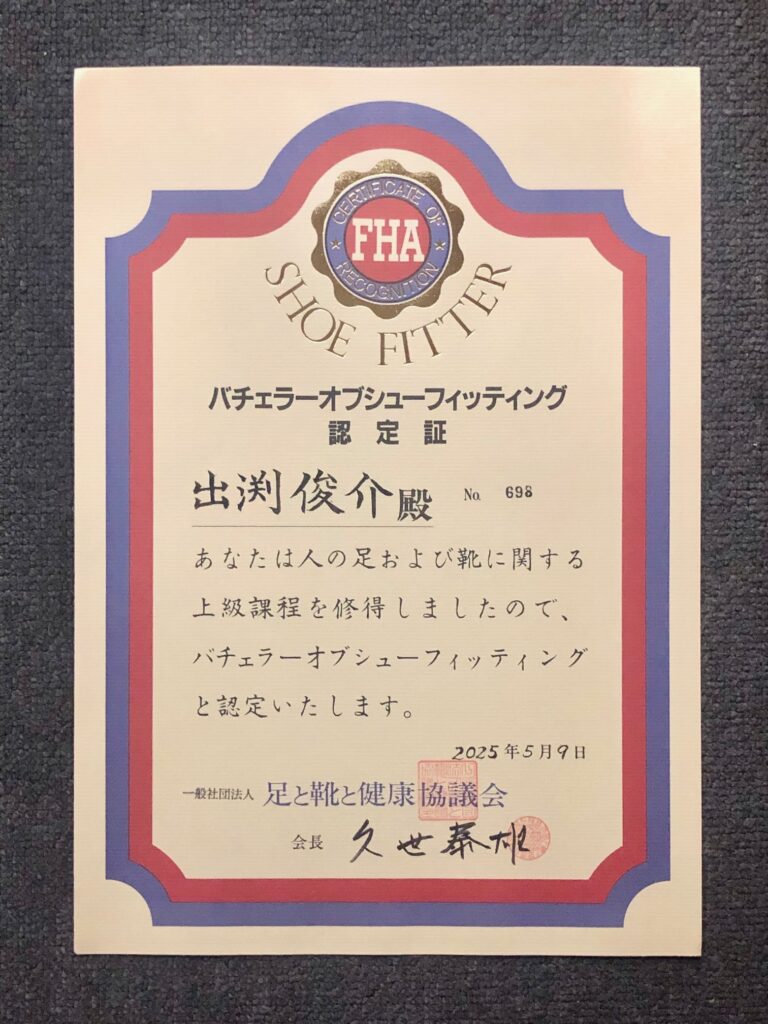 CERTIFICATE OF
FHA
RECOGNITION
SHOE FITTER
バチェラーオブシューフィッティング
認定証
出渕俊介殿 No. 698
あなたは人の足および靴に関する
上級課程を修得しましたので、
バチェラーオブシューフィッティング
と認定いたします。
2025年5月9日
一般社団法人 足と靴と健康協議会
会長 久世泰雄